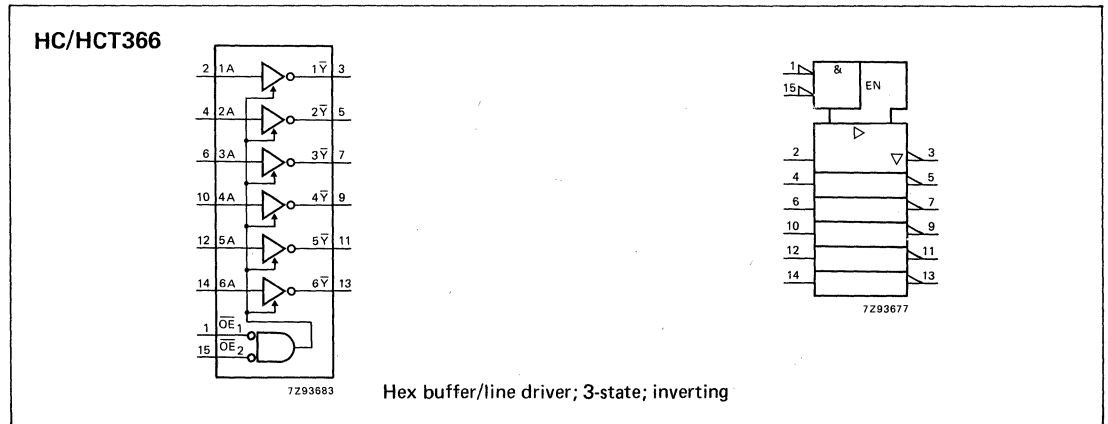 HC/HCT366
2 1A 1Y̅ 3
4 2A 2Y̅ 5
6 3A 3Y̅ 7
10 4A 4Y̅ 9
12 5A 5Y̅ 11
14 6A 6Y̅ 13
1 O̅E̅1
15 O̅E̅2
7Z93683
1 & EN
15
2 3
4 5
6 7
10 9
12 11
14 13
7Z93677
Hex buffer/line driver; 3-state; inverting